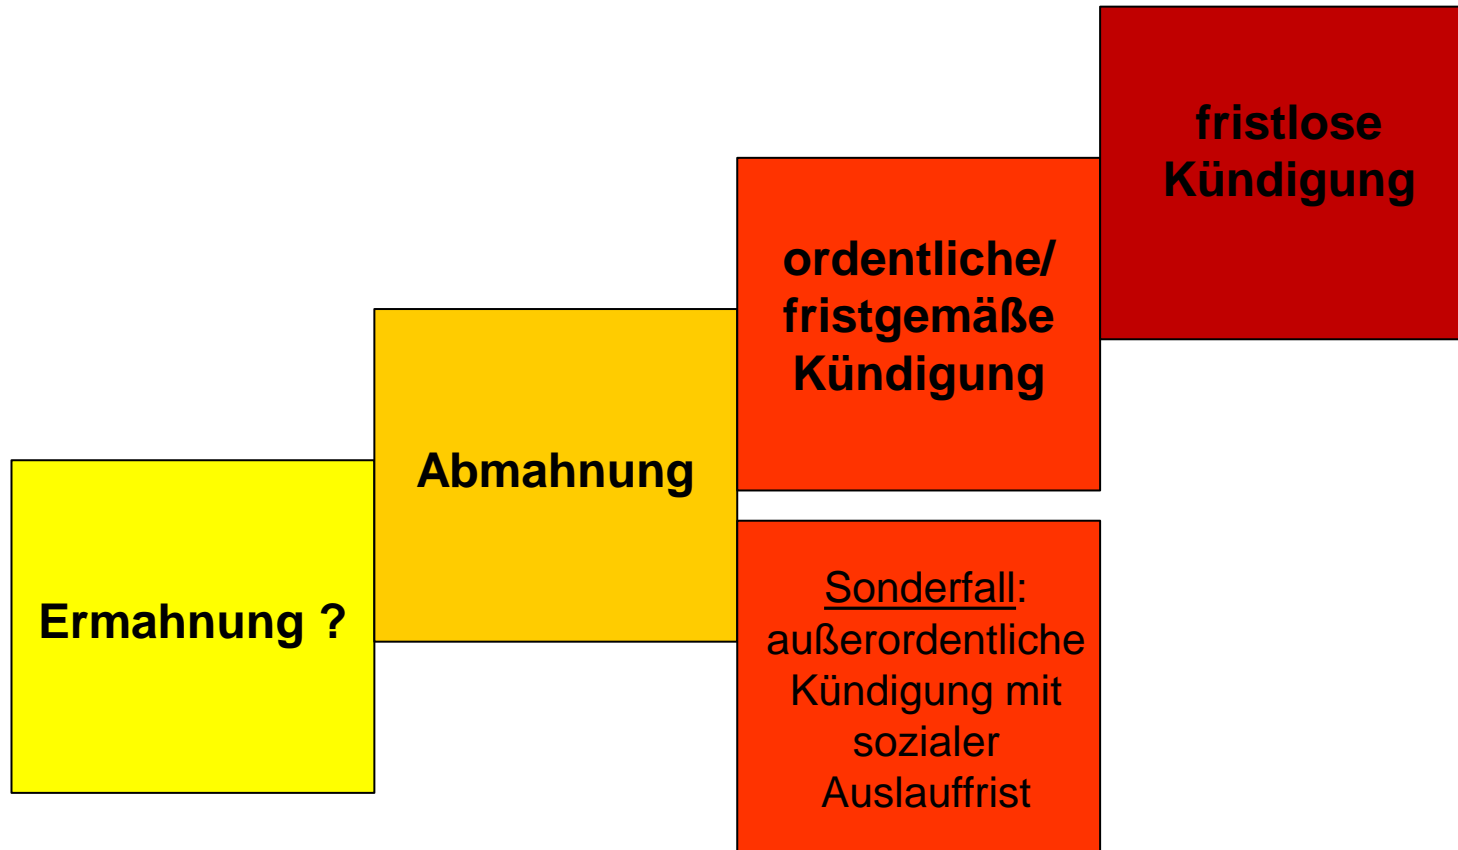 Ermahnung ?
Abmahnung
ordentliche/
fristgemäße
Kündigung
Sonderfall:
außerordentliche
Kündigung mit
sozialer
Auslauffrist
fristlose
Kündigung